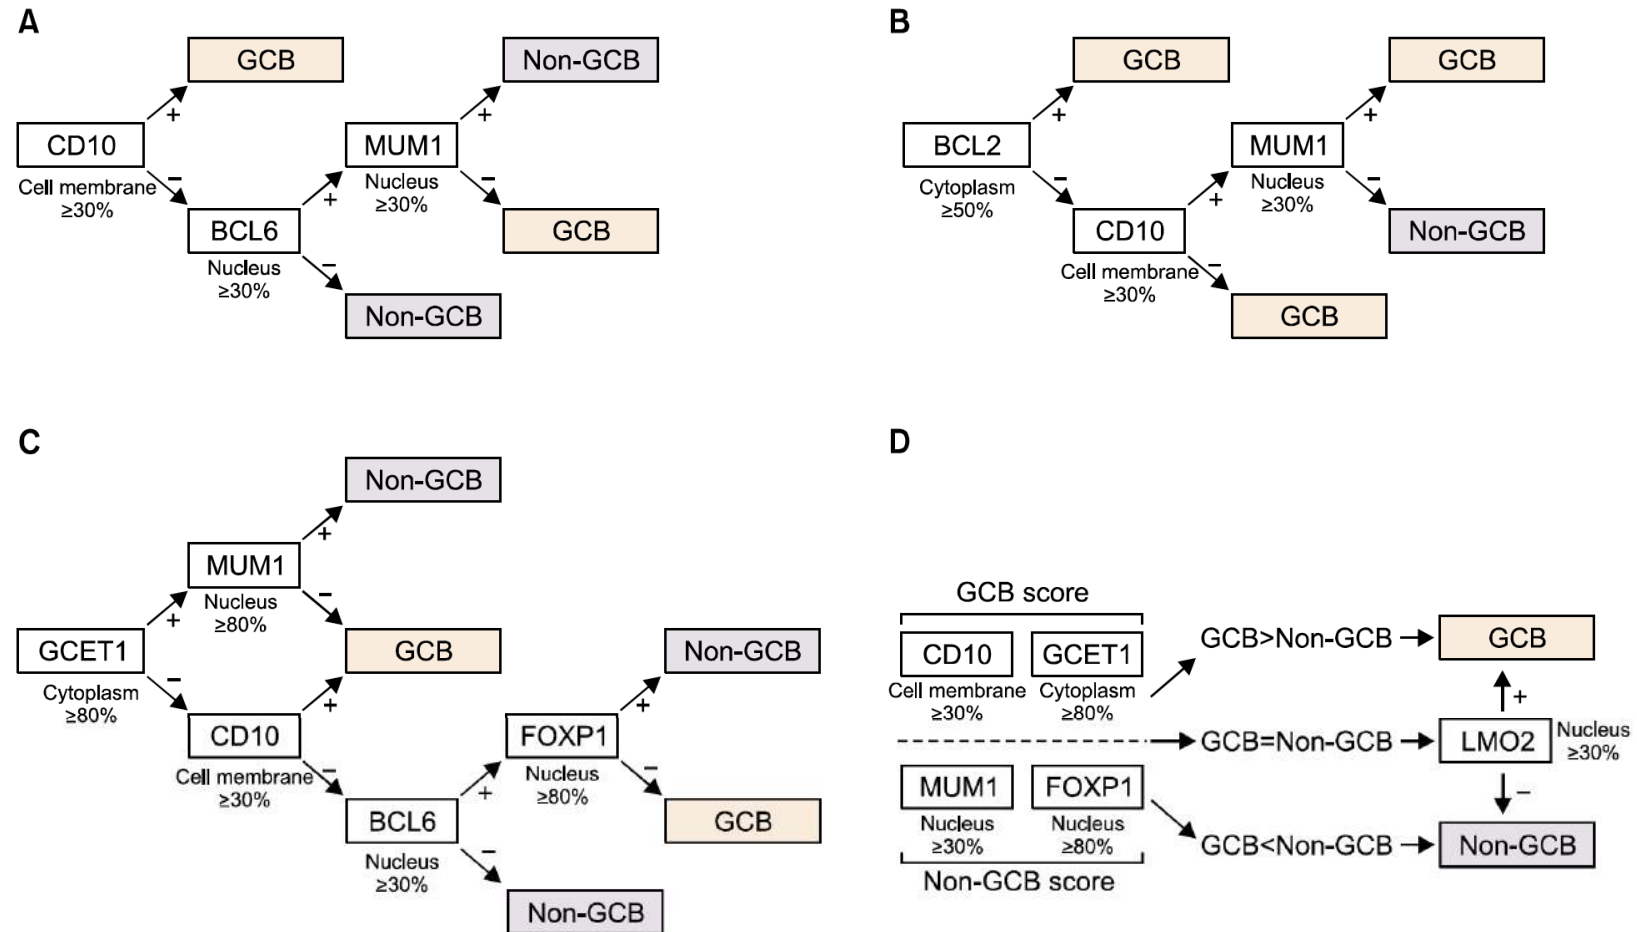 A
GCB
Non-GCB
+
+
CD10
MUM1
Cell membrane
≥30%
−
Nucleus
≥30%
−
+
BCL6
GCB
Nucleus
≥30%
−
Non-GCB
B
GCB
GCB
+
+
BCL2
MUM1
Cytoplasm
≥50%
−
Nucleus
≥30%
−
+
CD10
Non-GCB
Cell membrane
≥30%
−
GCB
C
Non-GCB
+
MUM1
Nucleus
≥80%
−
+
GCET1
GCB
Non-GCB
Cytoplasm
≥80%
−
+
+
CD10
FOXP1
Cell membrane
≥30%
−
Nucleus
≥80%
−
+
BCL6
GCB
Nucleus
≥30%
−
Non-GCB
D
GCB score
CD10
GCET1
GCB>Non-GCB
GCB
Cell membrane
≥30%
Cytoplasm
≥80%
+
GCB=Non-GCB
LMO2
Nucleus
≥30%
MUM1
FOXP1
−
Nucleus
≥30%
Nucleus
≥80%
GCB<Non-GCB
Non-GCB
Non-GCB score